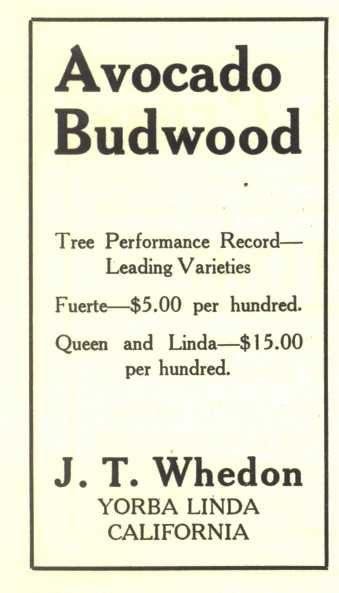 Avocado
Budwood
Tree Performance Record—
Leading Varieties
Fuerte—$5.00 per hundred.
Queen and Linda—$15.00
per hundred.
J. T. Whedon
YORBA LINDA
CALIFORNIA